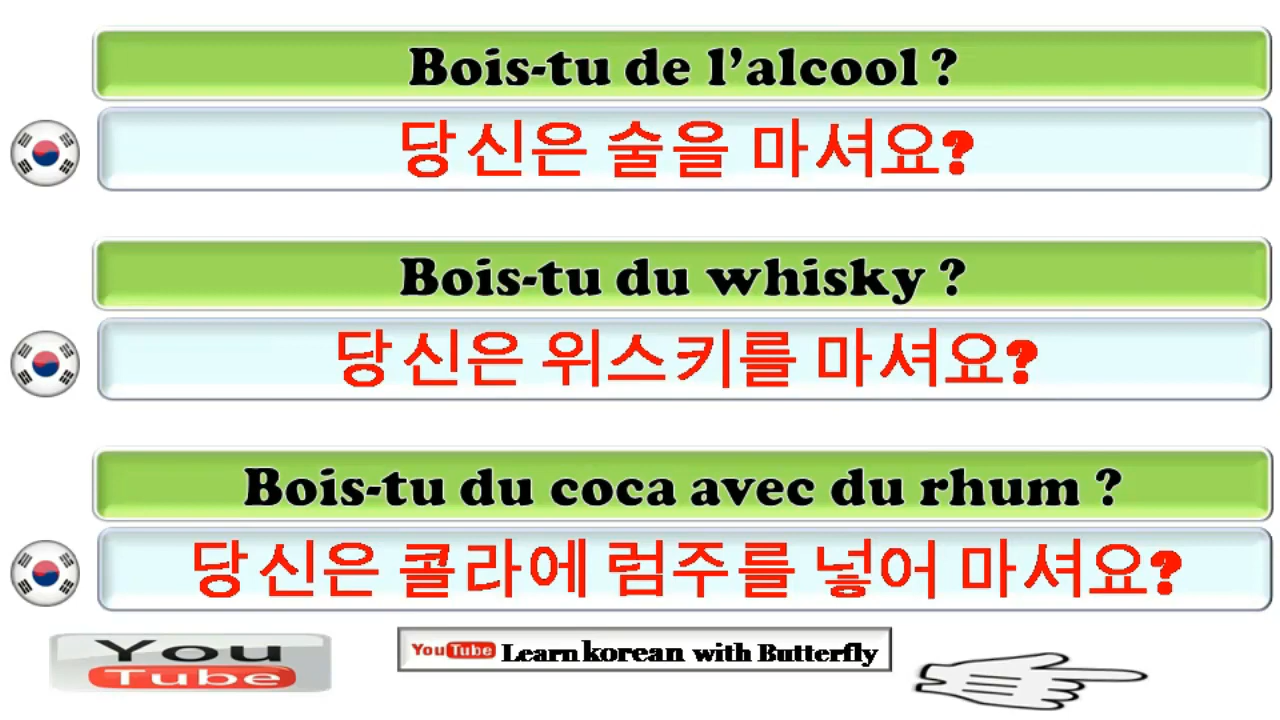 Bois-tu de l’alcool ?
당신은 술을 마셔요?
Bois-tu du whisky ?
당신은 위스키를 마셔요?
Bois-tu du coca avec du rhum ?
당신은 콜라에 럼주를 넣어 마셔요?
You
Tube
YouTube Learn korean with Butterfly